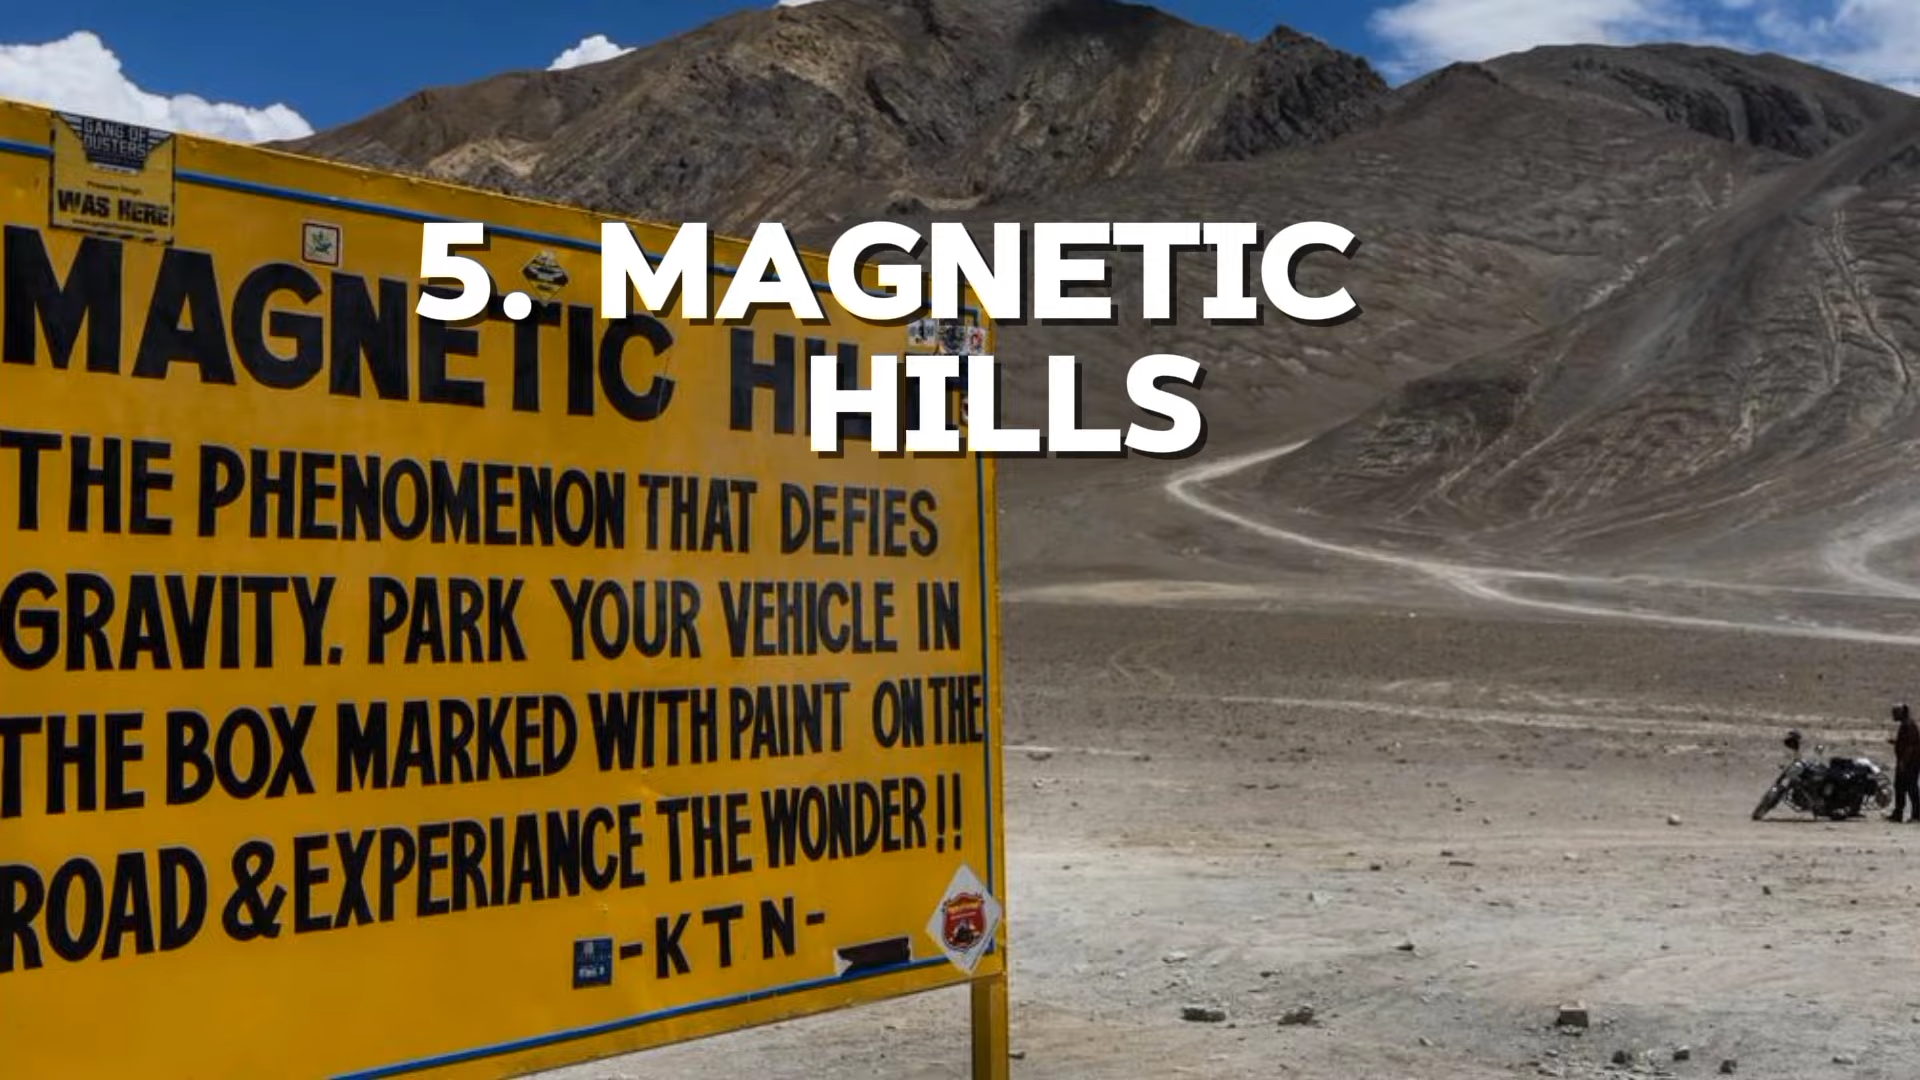 GANG OF
DUSTERS
WAS HERE
5. MAGNETIC
HILLS
MAGNETIC HILL
THE PHENOMENON THAT DEFIES
GRAVITY. PARK YOUR VEHICLE IN
THE BOX MARKED WITH PAINT ON THE
ROAD & EXPERIANCE THE WONDER !!
-KTN-